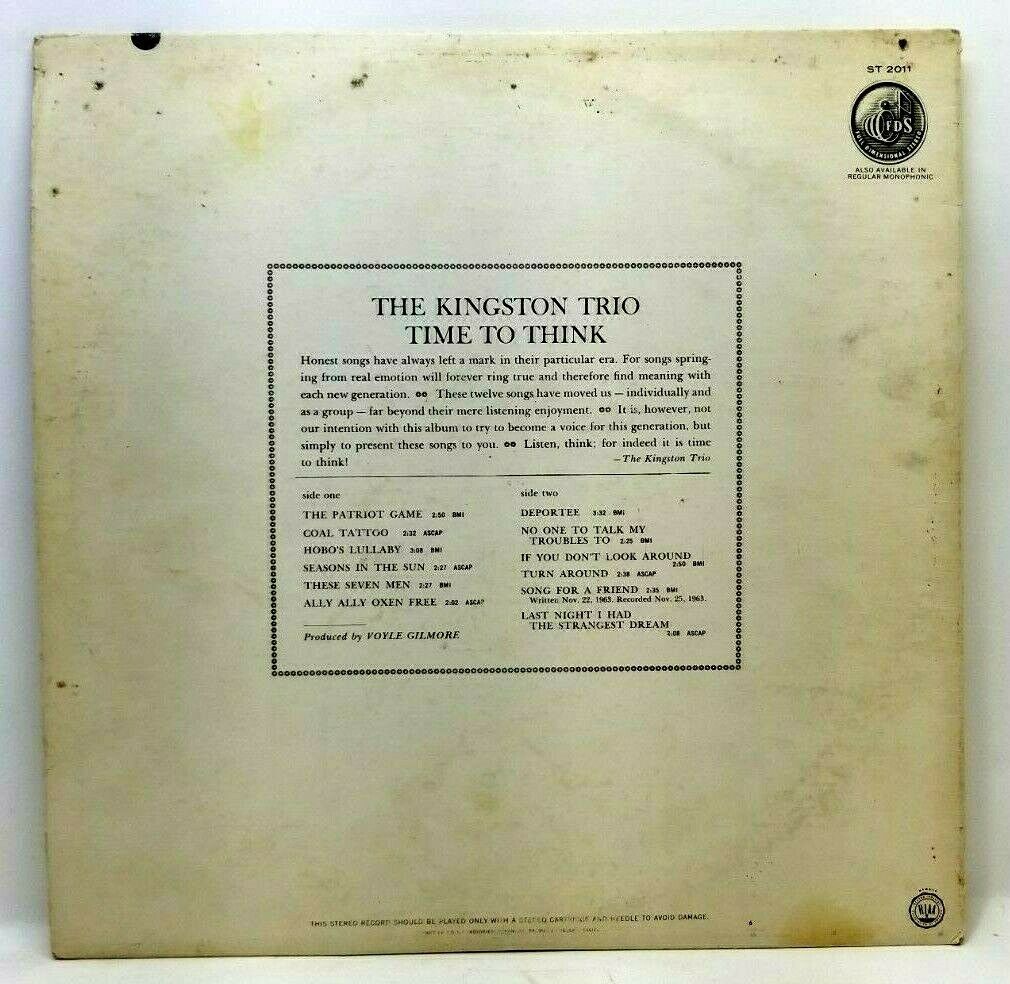 ST 2011
FDS
FULL DIMENSIONAL STEREO
ALSO AVAILABLE IN
REGULAR MONOPHONIC
THE KINGSTON TRIO
TIME TO THINK
Honest songs have always left a mark in their particular era. For songs spring-
ing from real emotion will forever ring true and therefore find meaning with
each new generation. These twelve songs have moved us – individually and
as a group – far beyond their mere listening enjoyment. It is, however, not
our intention with this album to try to become a voice for this generation, but
simply to present these songs to you. Listen, think; for indeed it is time
to think! –The Kingston Trio
side one
THE PATRIOT GAME 2:50 BMI
COAL TATTOO 2:32 ASCAP
HOBO'S LULLABY 3:08 BMI
SEASONS IN THE SUN 2:27 ASCAP
THESE SEVEN MEN 2:27 BMI
ALLY ALLY OXEN FREE 2:02 ASCAP
Produced by VOYLE GILMORE
side two
DEPORTEE 3:32 BMI
NO ONE TO TALK MY
TROUBLES TO 2:25 BMI
IF YOU DON'T LOOK AROUND
2:50 BMI
TURN AROUND 2:38 ASCAP
SONG FOR A FRIEND 2:35 BMI
Written Nov. 22, 1963. Recorded Nov. 25, 1963.
LAST NIGHT I HAD
THE STRANGEST DREAM
2:08 ASCAP
THIS STEREO RECORD SHOULD BE PLAYED ONLY WITH A STEREO CARTRIDGE AND NEEDLE TO AVOID DAMAGE.
6
MEMBER
RIAA